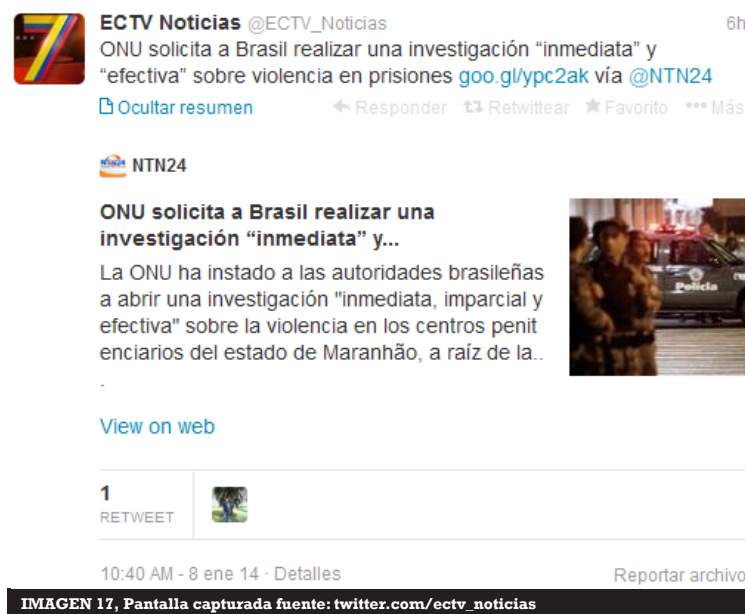 ECTV Noticias @ECTV_Noticias 6h
ONU solicita a Brasil realizar una investigación “inmediata” y
“efectiva” sobre violencia en prisiones goo.gl/ypc2ak vía @NTN24
Ocultar resumen Responder Retwittear Favorito Más
NTN24
ONU solicita a Brasil realizar una
investigación “inmediata” y...
La ONU ha instado a las autoridades brasileñas
a abrir una investigación "inmediata, imparcial y
efectiva" sobre la violencia en los centros penit
enciarios del estado de Maranhão, a raíz de la..
.
Policia
View on web
1
RETWEET
10:40 AM - 8 ene 14 · Detalles Reportar archivo
IMAGEN 17, Pantalla capturada fuente: twitter.com/ectv_noticias